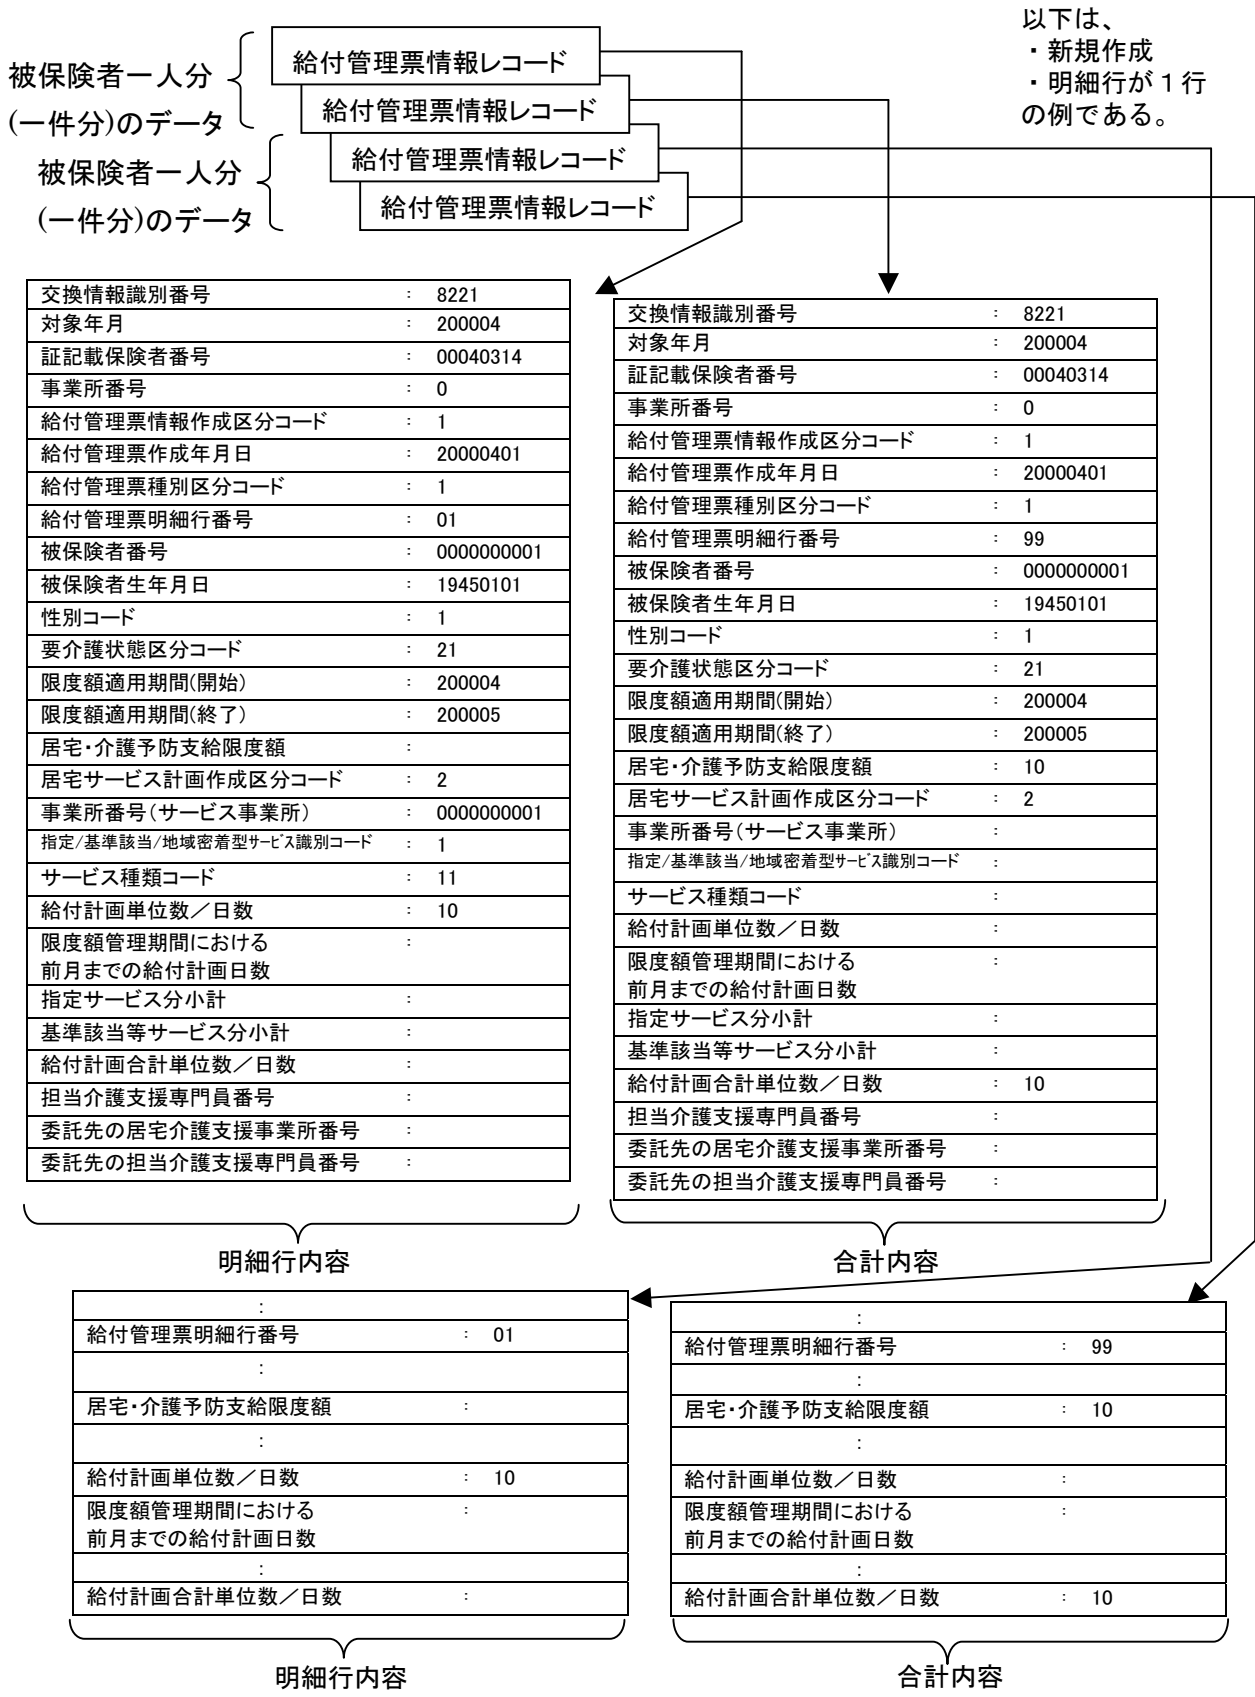 以下は、
・新規作成
・明細行が１行
の例である。
被保険者一人分
(一件分)のデータ
給付管理票情報レコード
給付管理票情報レコード
被保険者一人分
(一件分)のデータ
給付管理票情報レコード
給付管理票情報レコード
交換情報識別番号 : 8221
対象年月 : 200004
証記載保険者番号 : 00040314
事業所番号 : 0
給付管理票情報作成区分コード : 1
給付管理票作成年月日 : 20000401
給付管理票種別区分コード : 1
給付管理票明細行番号 : 01
被保険者番号 : 0000000001
被保険者生年月日 : 19450101
性別コード : 1
要介護状態区分コード : 21
限度額適用期間(開始) : 200004
限度額適用期間(終了) : 200005
居宅・介護予防支給限度額 :
居宅サービス計画作成区分コード : 2
事業所番号(サービス事業所) : 0000000001
指定/基準該当/地域密着型ｻｰﾋﾞｽ識別コード : 1
サービス種類コード : 11
給付計画単位数／日数 : 10
限度額管理期間における :
前月までの給付計画日数
指定サービス分小計 :
基準該当等サービス分小計 :
給付計画合計単位数／日数 :
担当介護支援専門員番号 :
委託先の居宅介護支援事業所番号 :
委託先の担当介護支援専門員番号 :
明細行内容
交換情報識別番号 : 8221
対象年月 : 200004
証記載保険者番号 : 00040314
事業所番号 : 0
給付管理票情報作成区分コード : 1
給付管理票作成年月日 : 20000401
給付管理票種別区分コード : 1
給付管理票明細行番号 : 99
被保険者番号 : 0000000001
被保険者生年月日 : 19450101
性別コード : 1
要介護状態区分コード : 21
限度額適用期間(開始) : 200004
限度額適用期間(終了) : 200005
居宅・介護予防支給限度額 : 10
居宅サービス計画作成区分コード : 2
事業所番号(サービス事業所) :
指定/基準該当/地域密着型ｻｰﾋﾞｽ識別コード :
サービス種類コード :
給付計画単位数／日数 :
限度額管理期間における :
前月までの給付計画日数
指定サービス分小計 :
基準該当等サービス分小計 :
給付計画合計単位数／日数 : 10
担当介護支援専門員番号 :
委託先の居宅介護支援事業所番号 :
委託先の担当介護支援専門員番号 :
合計内容
:
給付管理票明細行番号 : 01
:
居宅・介護予防支給限度額 :
:
給付計画単位数／日数 : 10
限度額管理期間における :
前月までの給付計画日数
:
給付計画合計単位数／日数 :
明細行内容
:
給付管理票明細行番号 : 99
:
居宅・介護予防支給限度額 : 10
:
給付計画単位数／日数 :
限度額管理期間における :
前月までの給付計画日数
:
給付計画合計単位数／日数 : 10
合計内容